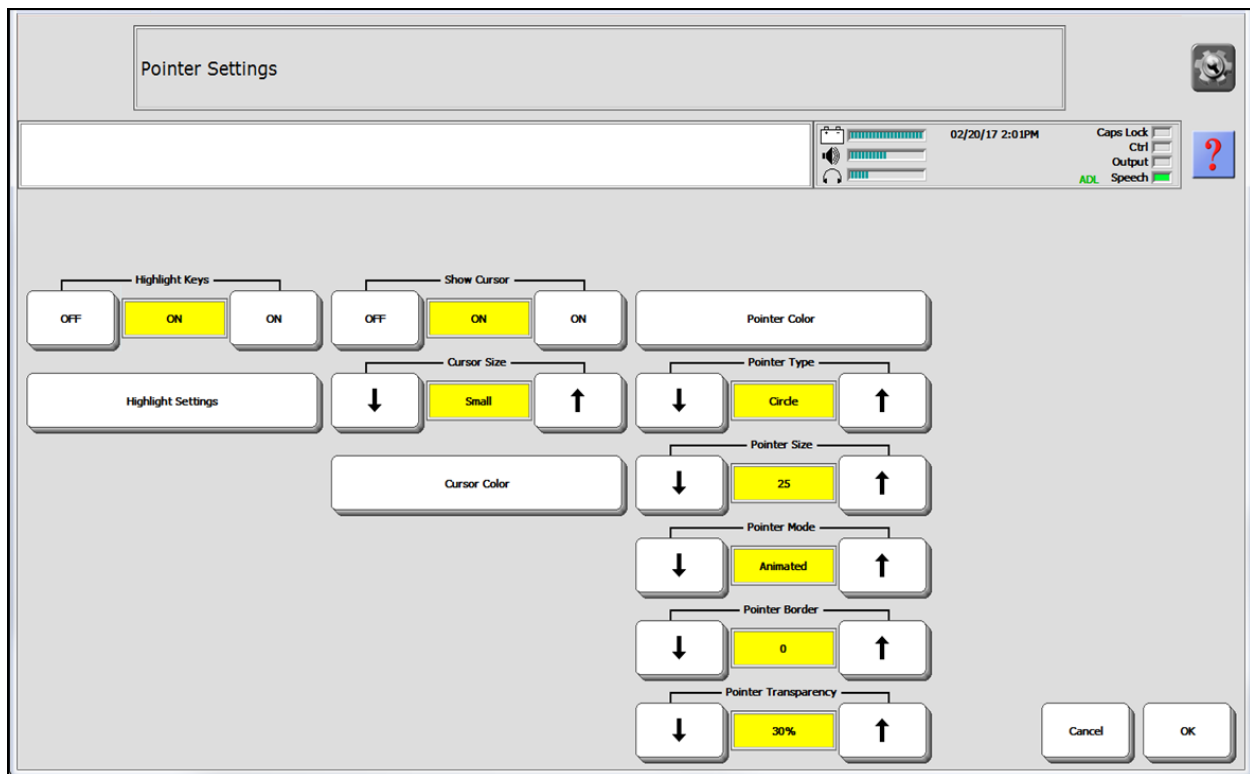 Pointer Settings
02/20/17 2:01PM
Caps Lock
Ctrl
Output
ADL Speech
?
Highlight Keys
OFF ON ON
Show Cursor
OFF ON ON
Pointer Color
Highlight Settings
Cursor Size
↓ Small ↑
Pointer Type
↓ Circle ↑
Cursor Color
Pointer Size
↓ 25 ↑
Pointer Mode
↓ Animated ↑
Pointer Border
↓ 0 ↑
Pointer Transparency
↓ 30% ↑
Cancel
OK